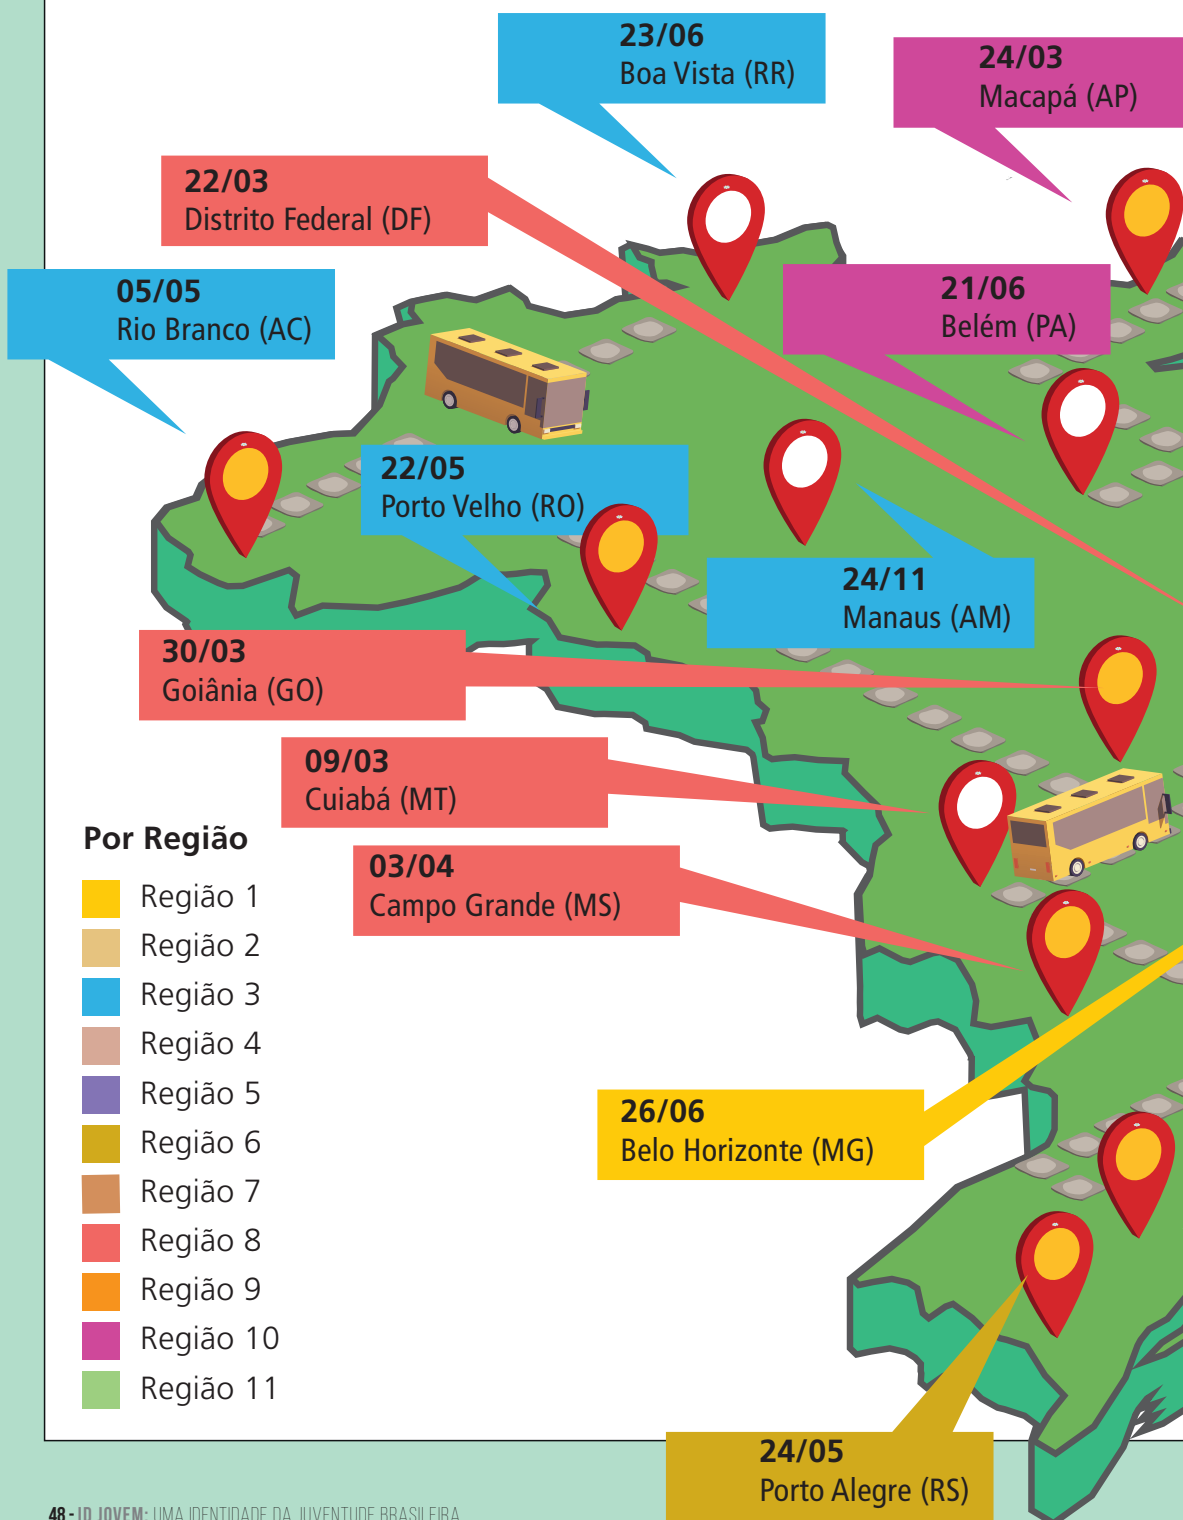 23/06
Boa Vista (RR)
24/03
Macapá (AP)
22/03
Distrito Federal (DF)
05/05
Rio Branco (AC)
21/06
Belém (PA)
22/05
Porto Velho (RO)
24/11
Manaus (AM)
30/03
Goiânia (GO)
09/03
Cuiabá (MT)
03/04
Campo Grande (MS)
26/06
Belo Horizonte (MG)
24/05
Porto Alegre (RS)
Por Região
Região 1
Região 2
Região 3
Região 4
Região 5
Região 6
Região 7
Região 8
Região 9
Região 10
Região 11
48 - ID JOVEM: UMA IDENTIDADE DA JUVENTUDE BRASILEIRA